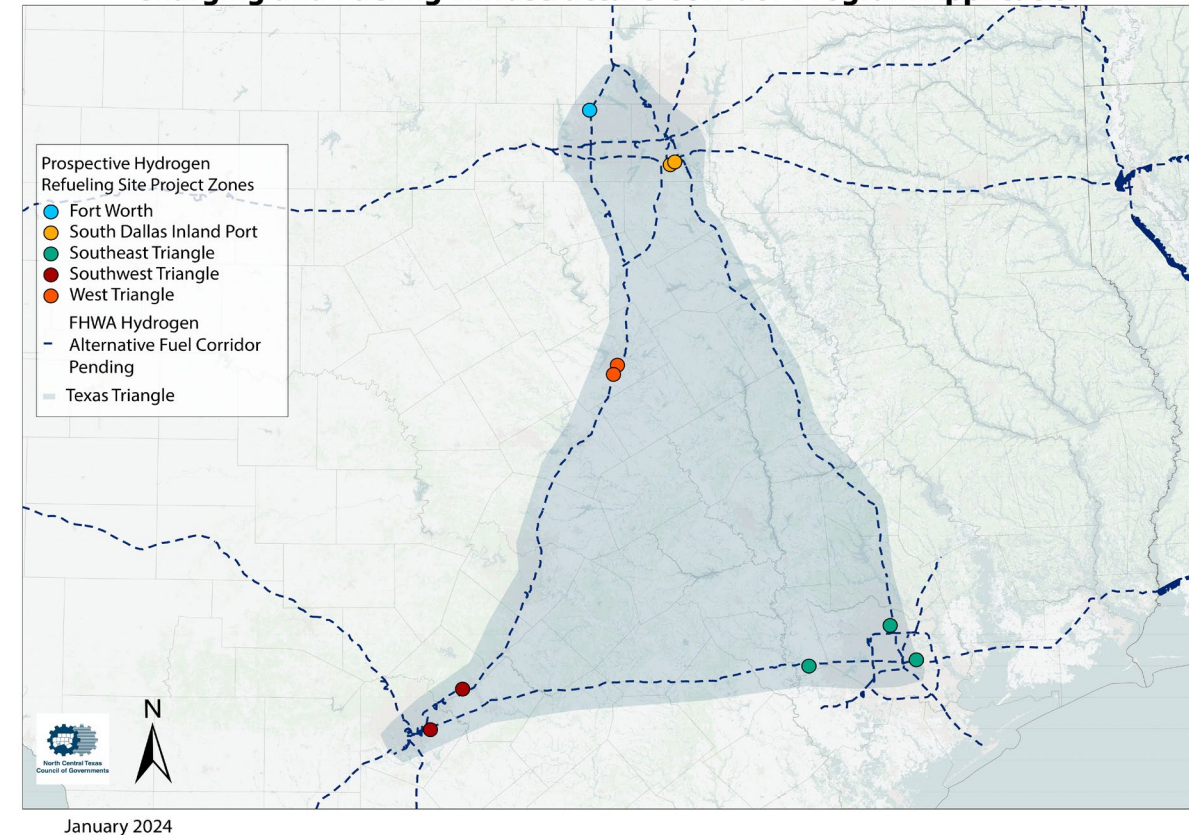 Prospective Hydrogen
Refueling Site Project Zones
Fort Worth
South Dallas Inland Port
Southeast Triangle
Southwest Triangle
West Triangle
FHWA Hydrogen
Alternative Fuel Corridor
Pending
Texas Triangle
N
North Central Texas
Council of Governments
January 2024